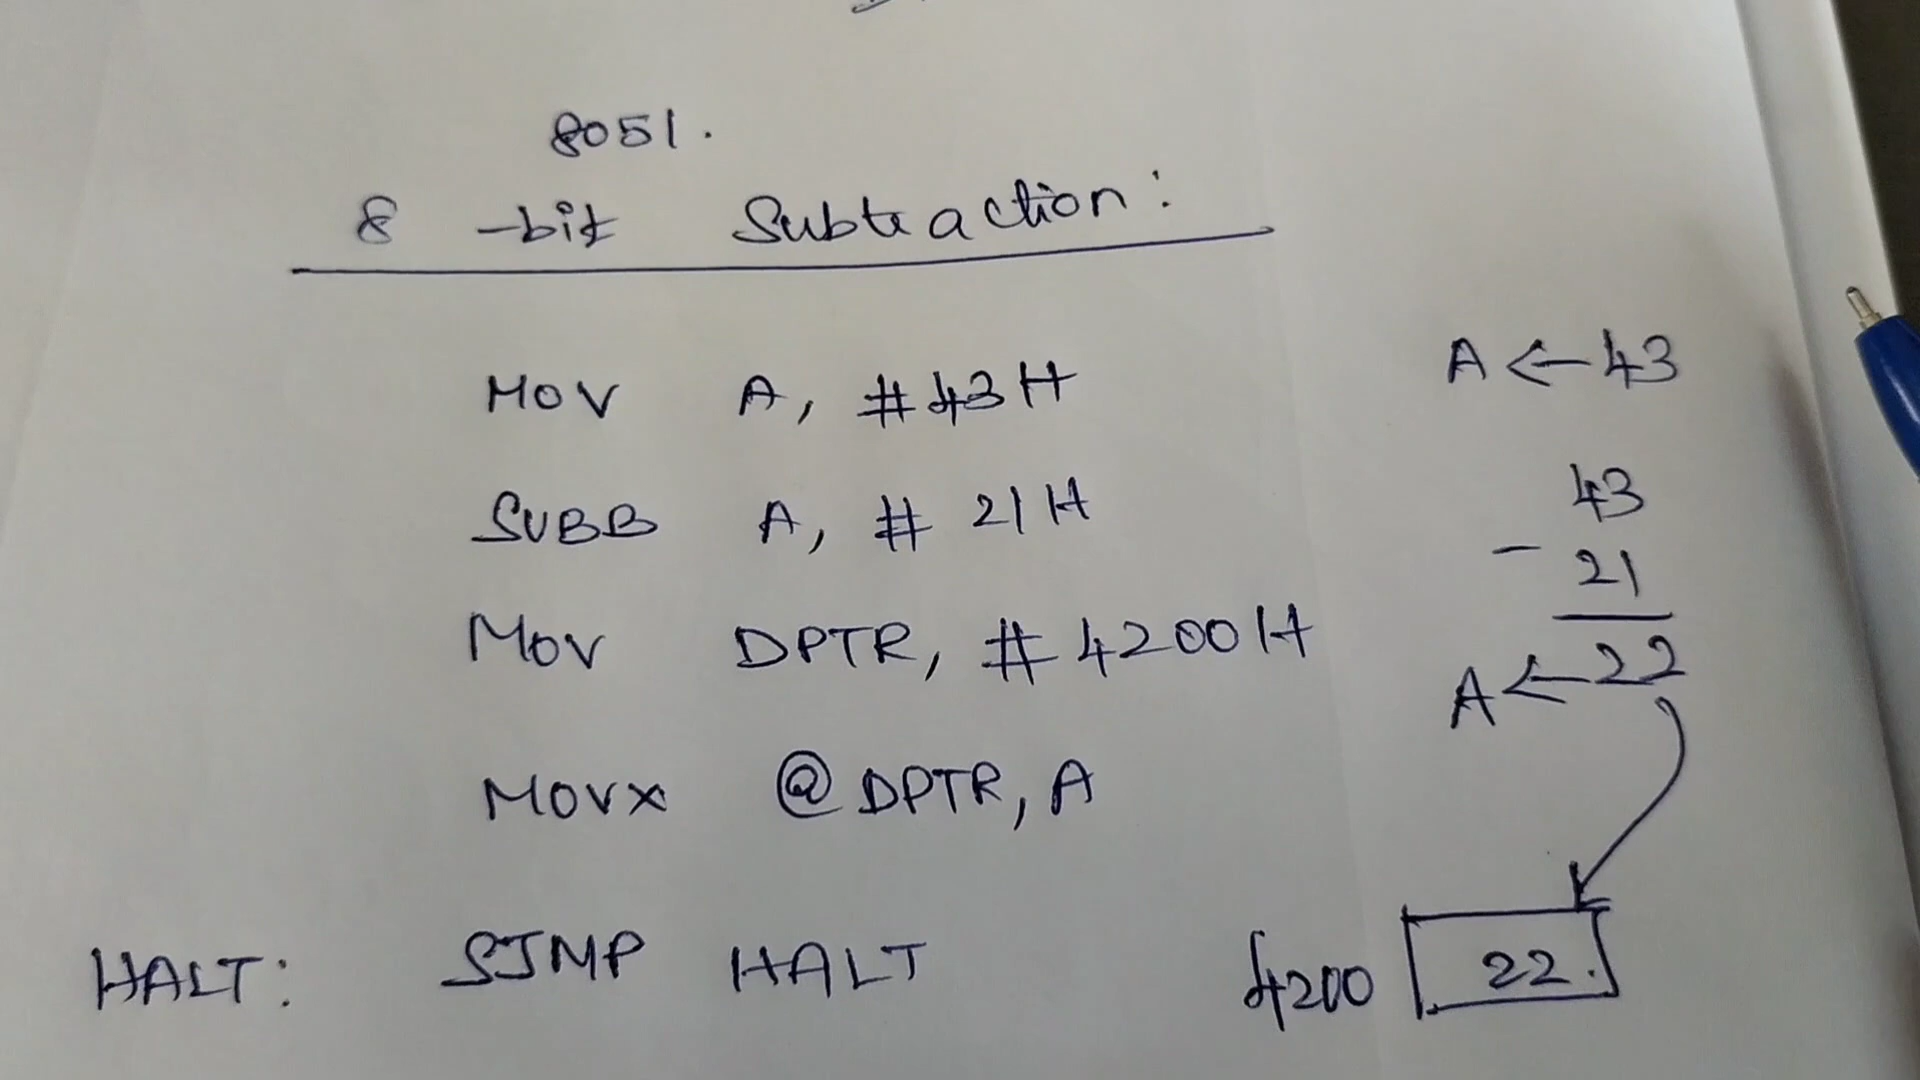 8051.
8 -bit Subtraction:
MOV A, #43H
A ← 43
SUBB A, # 21H
43
- 21
22
A ←
MOV DPTR, #4200H
MOVX @DPTR, A
HALT: SJMP HALT
4200 22.